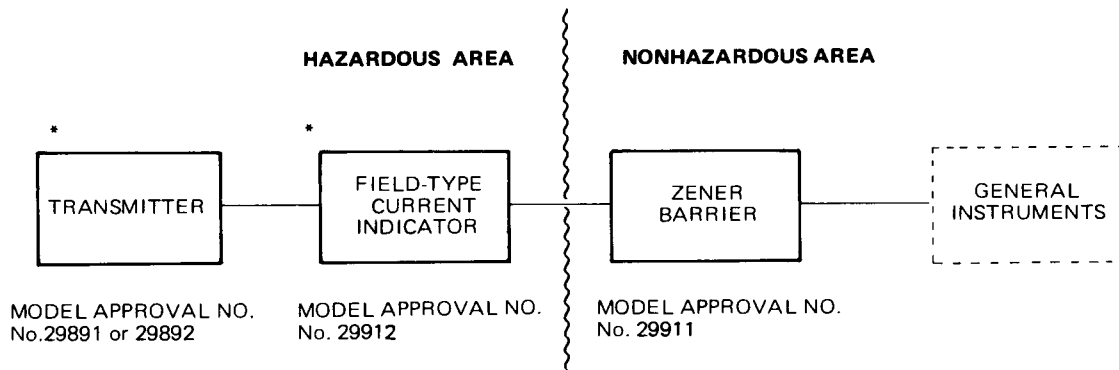 HAZARDOUS AREA
NONHAZARDOUS AREA
*
*
TRANSMITTER
FIELD-TYPE
CURRENT
INDICATOR
ZENER
BARRIER
GENERAL
INSTRUMENTS
MODEL APPROVAL NO.
No.29891 or 29892
MODEL APPROVAL NO.
No. 29912
MODEL APPROVAL NO.
No. 29911